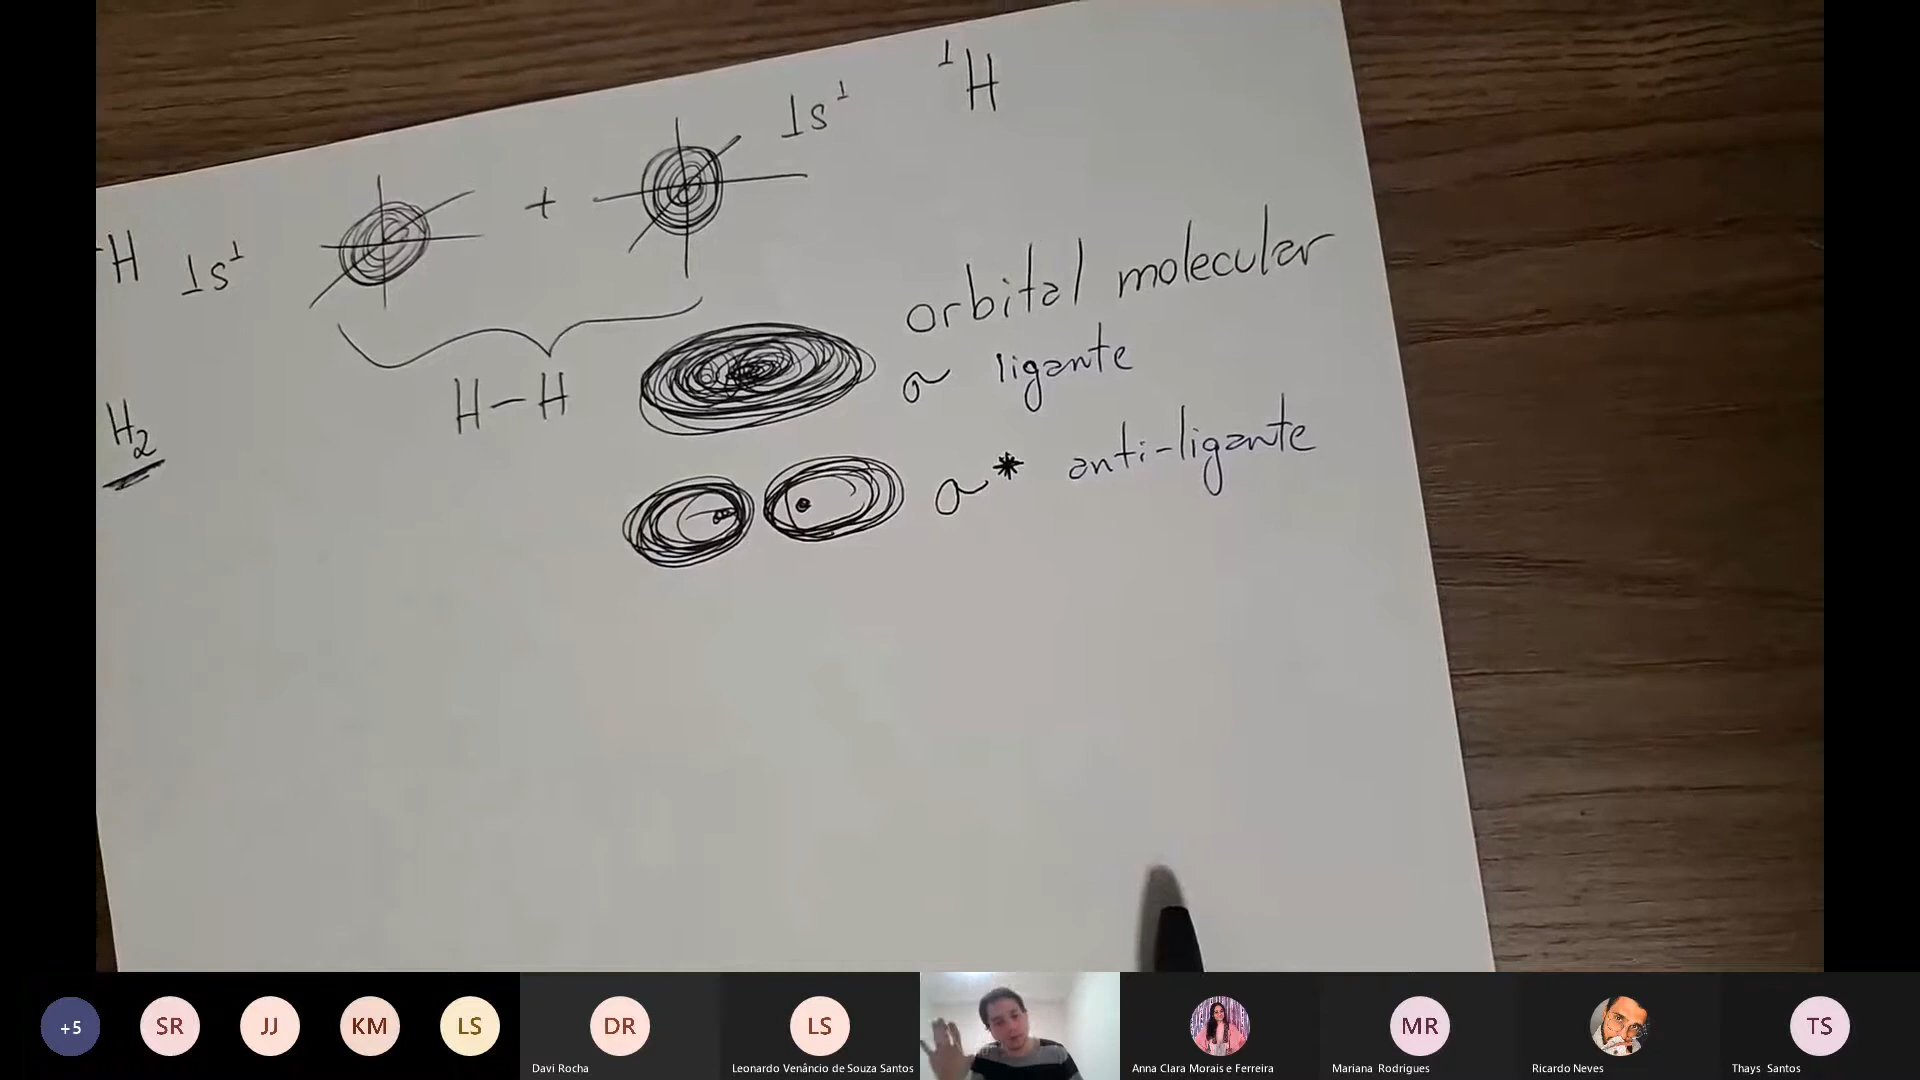 ¹H
1s¹
+
-H 1s¹
orbital molecular
σ ligante
H-H
H₂
σ* anti-ligante
+5
SR
JJ
KM
LS
DR
LS
MR
TS
Davi Rocha
Leonardo Venâncio de Souza Santos
Anna Clara Morais e Ferreira
Mariana Rodrigues
Ricardo Neves
Thays Santos